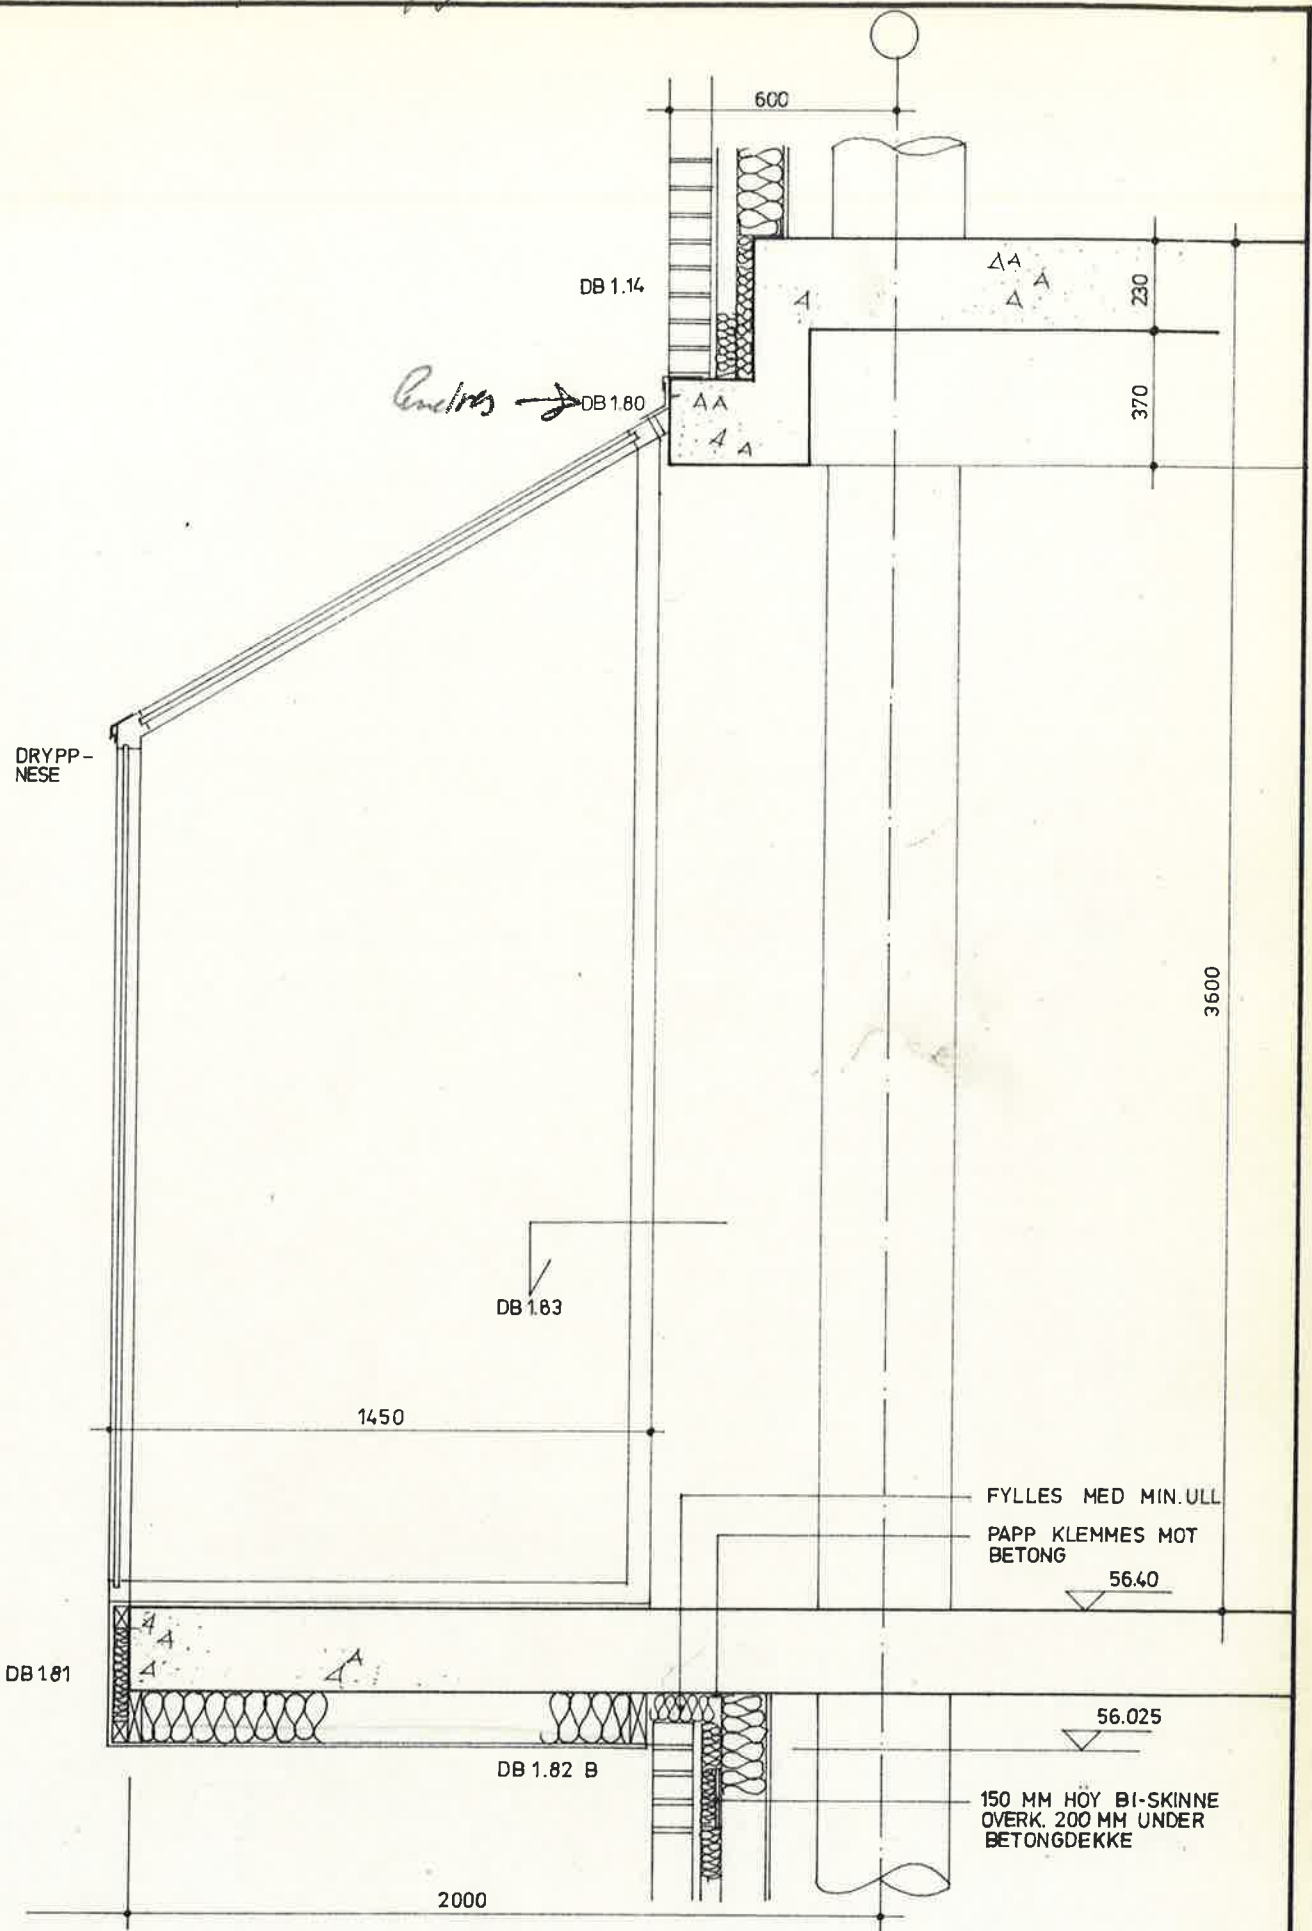 600
DB 1.14
230
DB 1.80
370
DRYPP-
NESE
3600
DB 1.83
1450
FYLLES MED MIN.ULL
PAPP KLEMMES MOT
BETONG
56.40
DB 1.81
56.025
DB 1.82 B
150 MM HÖY BI-SKINNE
OVERK. 200 MM UNDER
BETONGDEKKE
2000